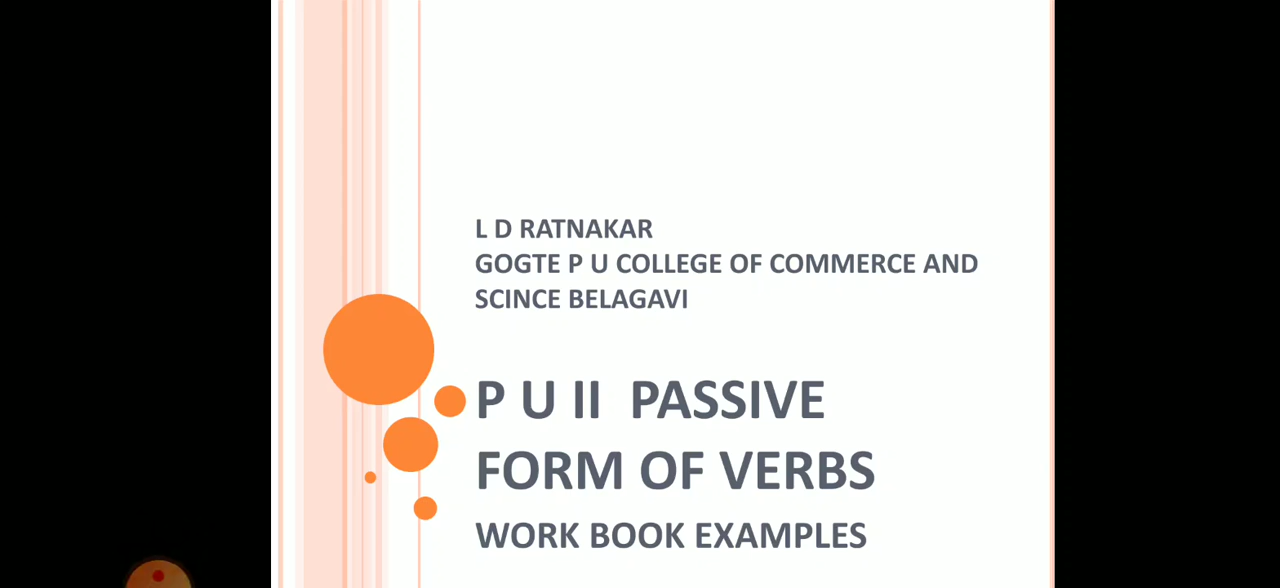 L D RATNAKAR
GOGTE P U COLLEGE OF COMMERCE AND
SCINCE BELAGAVI
P U II PASSIVE
FORM OF VERBS
WORK BOOK EXAMPLES